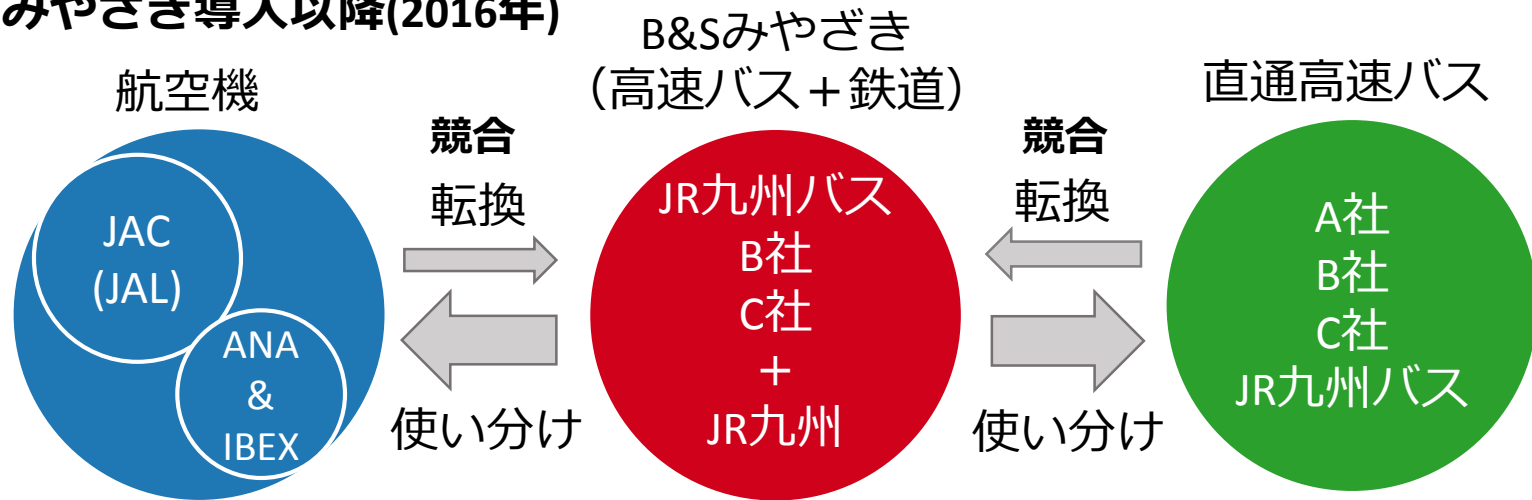 みやざき導入以降(2016年)
航空機
JAC
(JAL)
ANA
&
IBEX
競合
転換
使い分け
B&Sみやざき
（高速バス＋鉄道）
JR九州バス
B社
C社
＋
JR九州
競合
転換
使い分け
直通高速バス
A社
B社
C社
JR九州バス